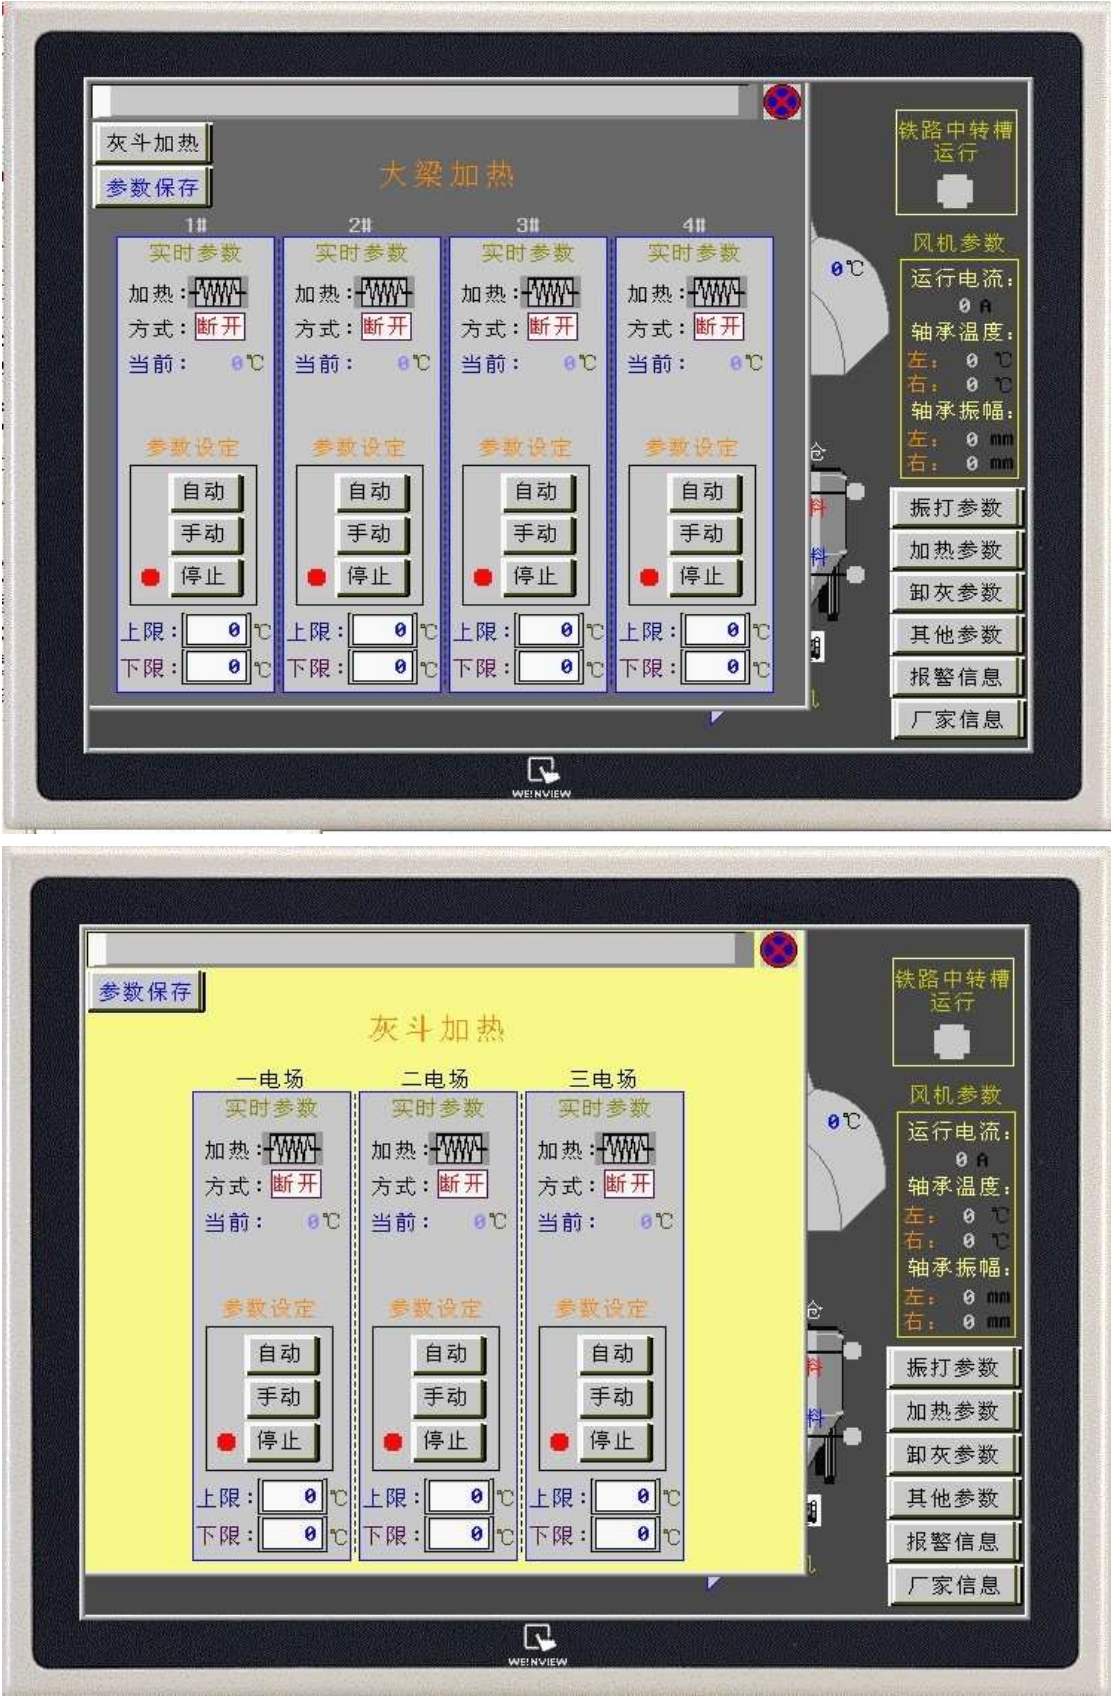 灰斗加热
参数保存
大梁加热
1# 2# 3# 4#
实时参数 实时参数 实时参数 实时参数
加热: 加热: 加热: 加热:
方式:断开 方式:断开 方式:断开 方式:断开
当前: 0℃ 当前: 0℃ 当前: 0℃ 当前: 0℃
参数设定 参数设定 参数设定 参数设定
自动 自动 自动 自动
手动 手动 手动 手动
停止 停止 停止 停止
上限: 0 ℃ 上限: 0 ℃ 上限: 0 ℃ 上限: 0 ℃
下限: 0 ℃ 下限: 0 ℃ 下限: 0 ℃ 下限: 0 ℃
0℃
仓
料
料
铁路中转槽
运行
风机参数
运行电流:
0 A
轴承温度:
左: 0 ℃
右: 0 ℃
轴承振幅:
左: 0 mm
右: 0 mm
振打参数
加热参数
卸灰参数
其他参数
报警信息
厂家信息
WEINVIEW
参数保存
灰斗加热
一电场 二电场 三电场
实时参数 实时参数 实时参数
加热: 加热: 加热:
方式:断开 方式:断开 方式:断开
当前: 0℃ 当前: 0℃ 当前: 0℃
参数设定 参数设定 参数设定
自动 自动 自动
手动 手动 手动
停止 停止 停止
上限: 0 ℃ 上限: 0 ℃ 上限: 0 ℃
下限: 0 ℃ 下限: 0 ℃ 下限: 0 ℃
0℃
仓
料
料
铁路中转槽
运行
风机参数
运行电流:
0 A
轴承温度:
左: 0 ℃
右: 0 ℃
轴承振幅:
左: 0 mm
右: 0 mm
振打参数
加热参数
卸灰参数
其他参数
报警信息
厂家信息
WEINVIEW